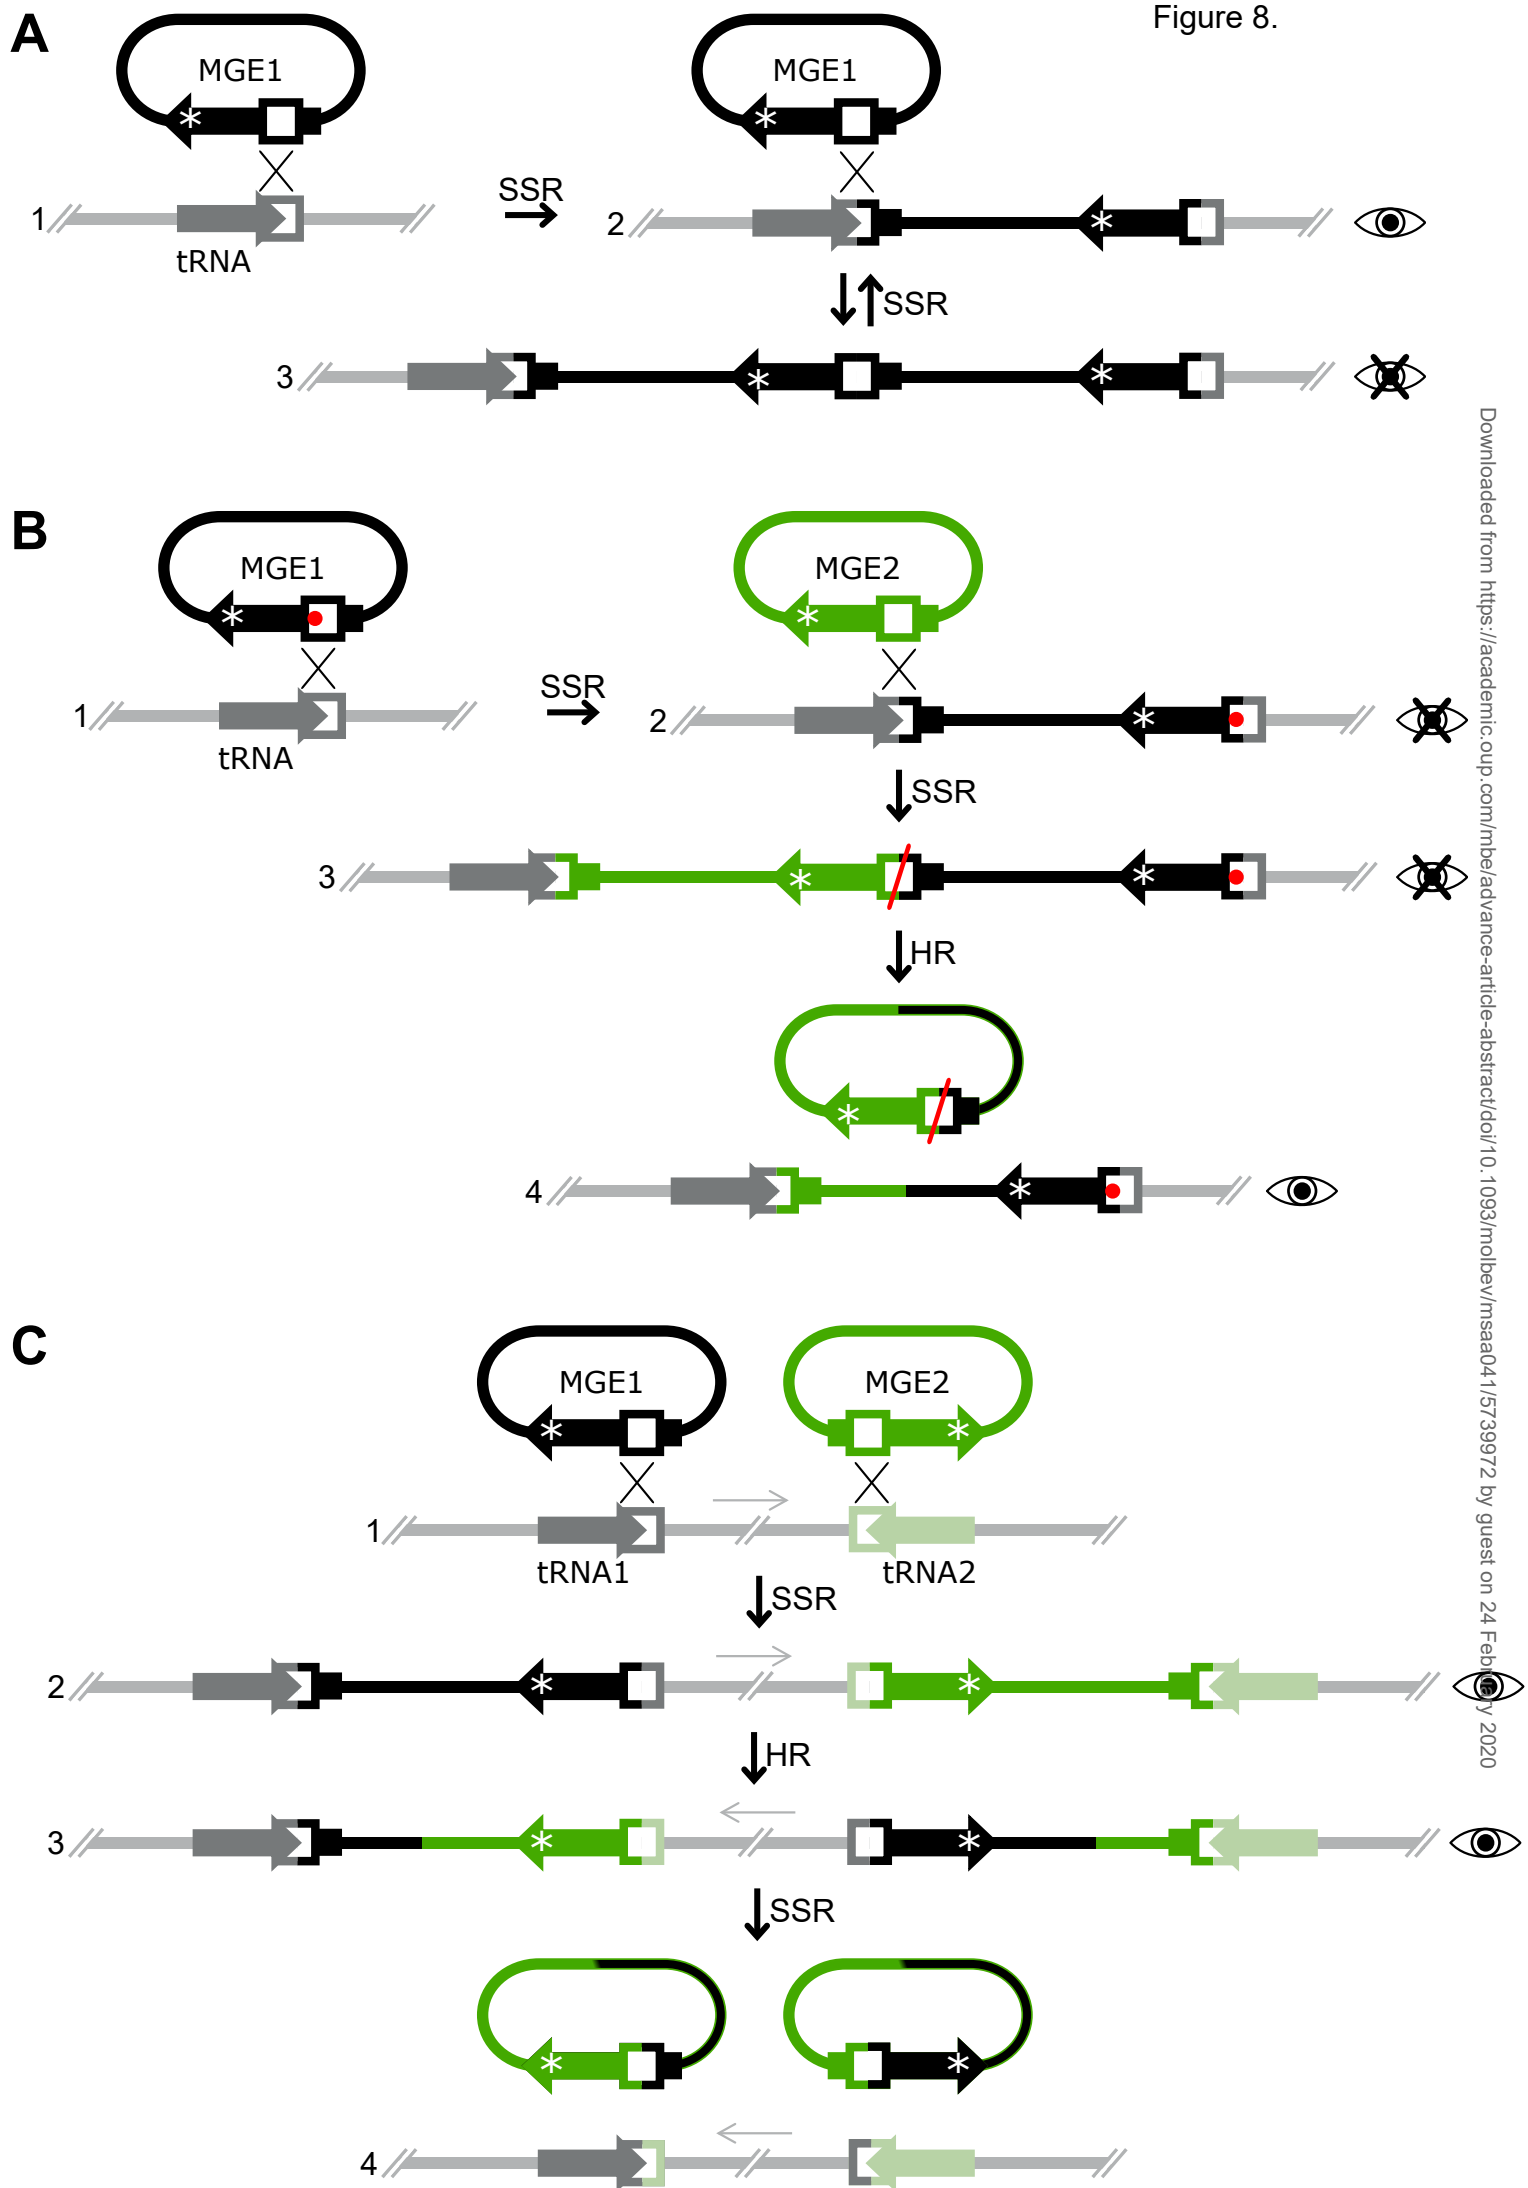 Figure 8.
A
MGE1
MGE1
*
*
1
SSR
2
*
tRNA
SSR
3
*
*
B
MGE1
MGE2
*
*
1
SSR
2
*
tRNA
SSR
3
*
*
HR
*
4
*
C
MGE1
MGE2
*
*
1
tRNA1
tRNA2
SSR
2
*
*
HR
3
*
*
SSR
*
*
4
Downloaded from https://academic.oup.com/mbe/advance-article-abstract/doi/10.1093/molbev/msaa041/5739972 by guest on 24 February 2020